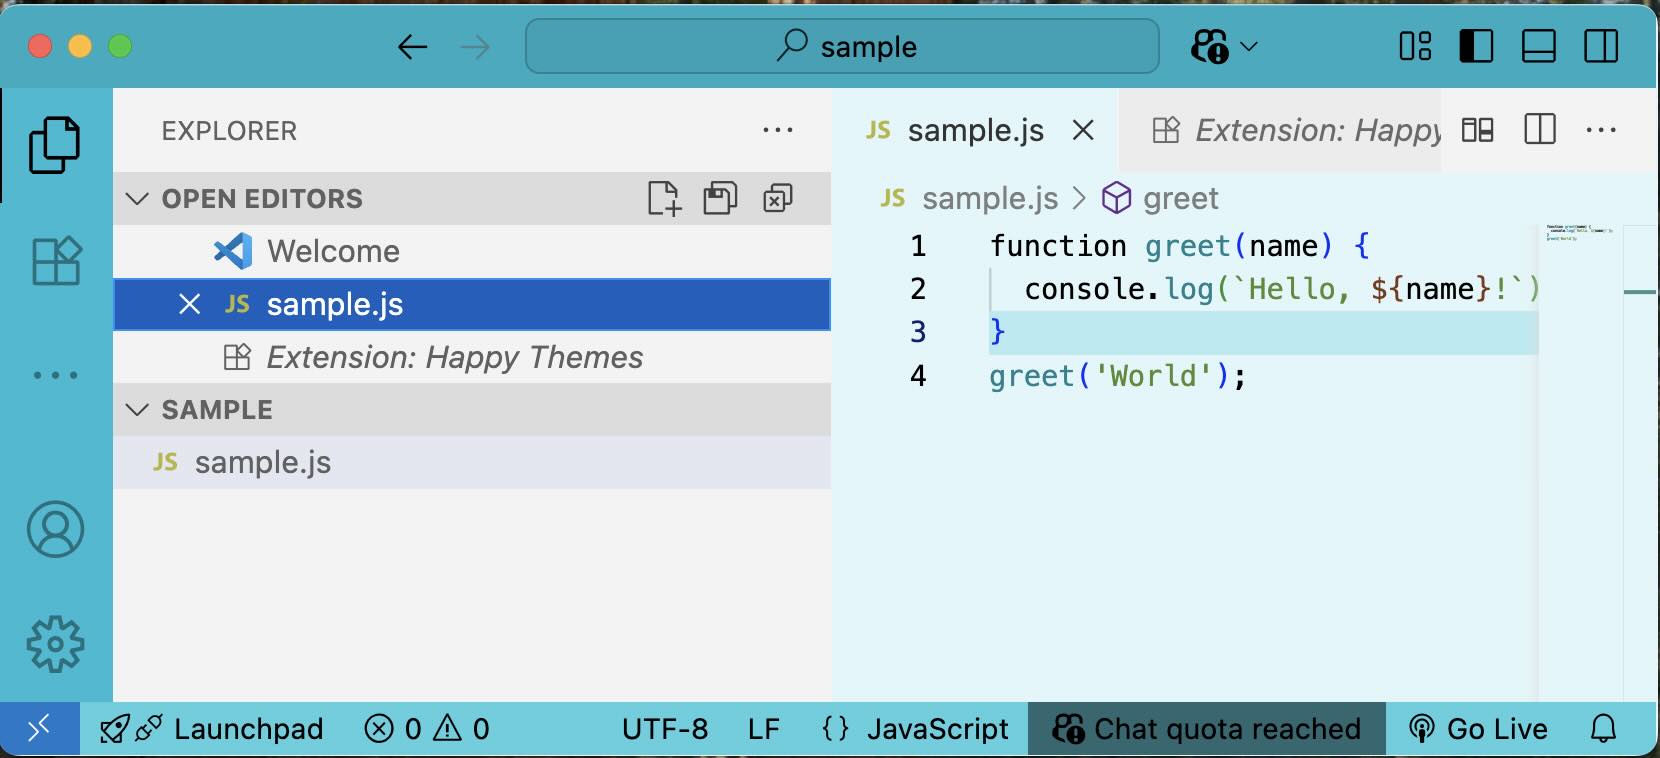 sample
EXPLORER
OPEN EDITORS
Welcome
JS sample.js
Extension: Happy Themes
SAMPLE
JS sample.js
JS sample.js
Extension: Happy
JS sample.js > greet
1 function greet(name) {
2 console.log(`Hello, ${name}!`)
3 }
4 greet('World');
Launchpad 0 0 UTF-8 LF {} JavaScript Chat quota reached Go Live